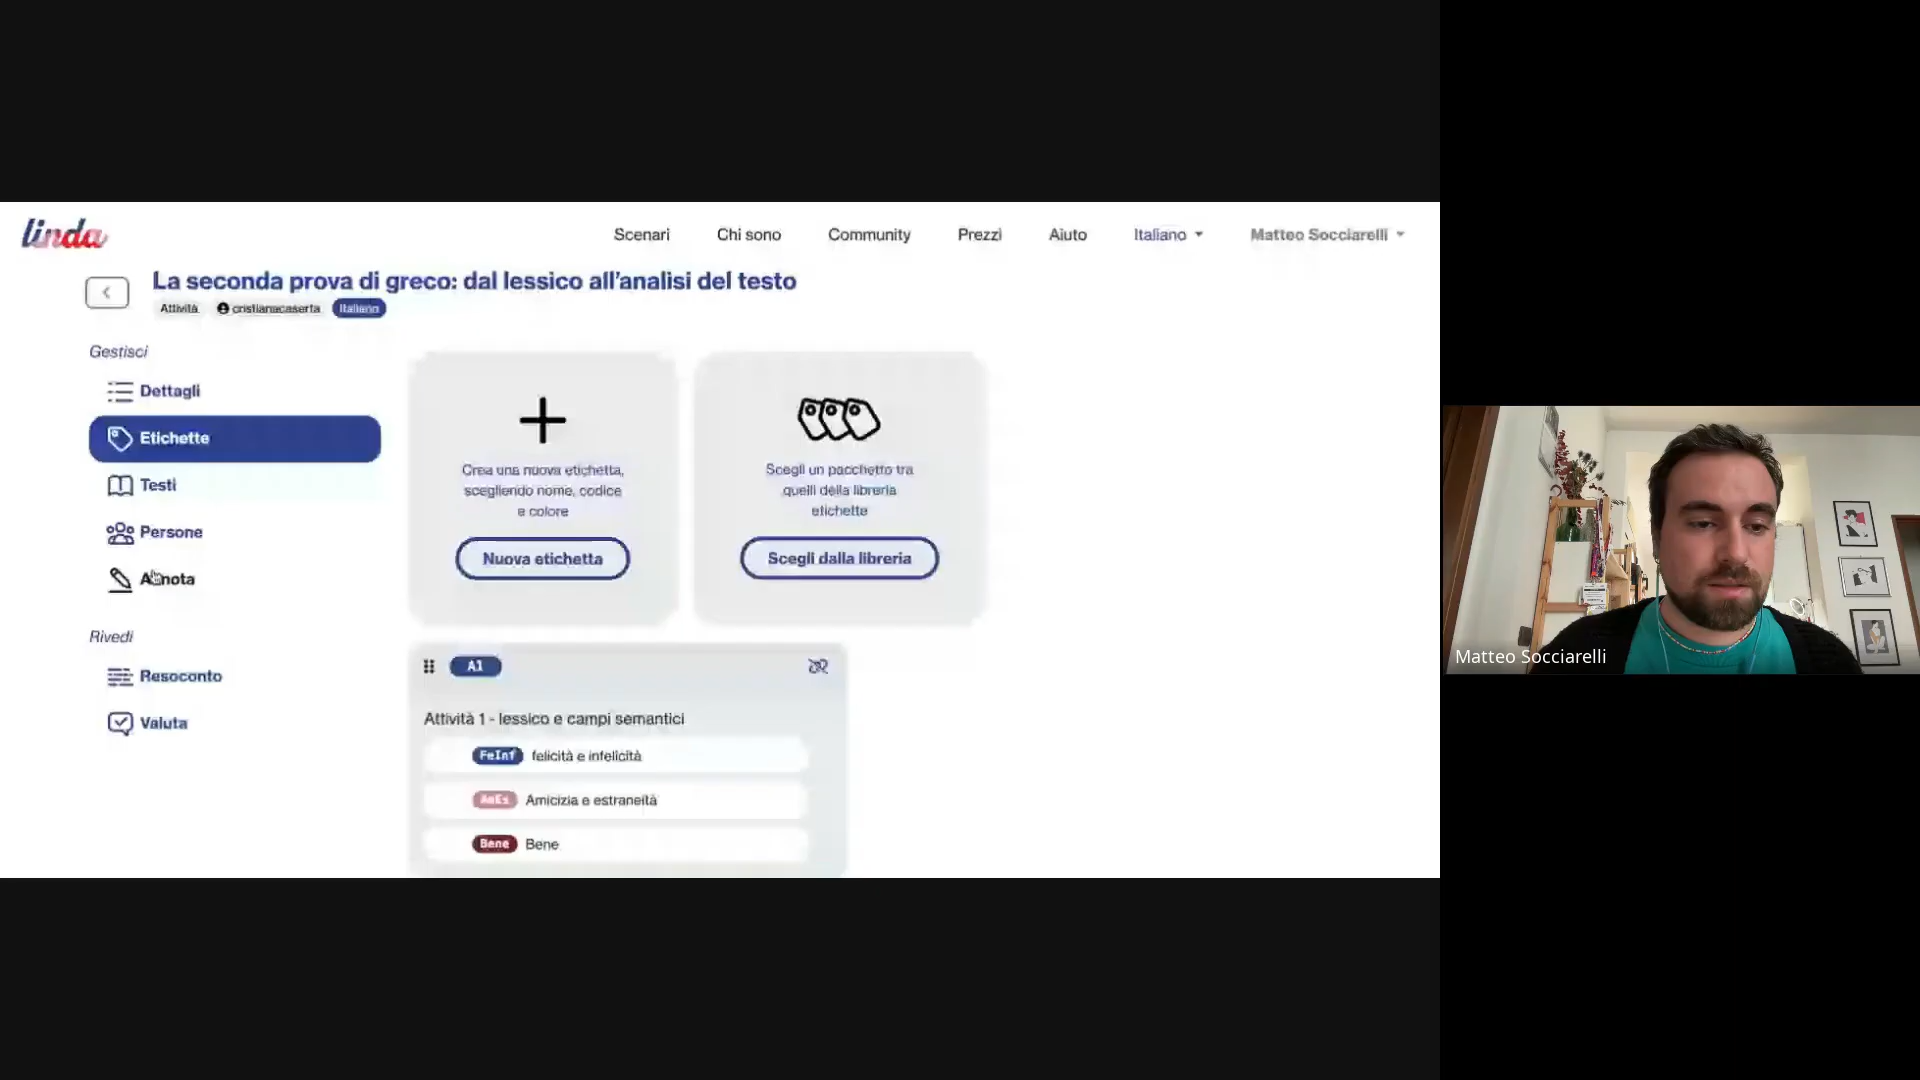 linda
Scenari
Chi sono
Community
Prezzi
Aiuto
Italiano
Matteo Socciarelli
La seconda prova di greco: dal lessico all'analisi del testo
Attività
cristianacaserta
Italiano
Gestisci
Dettagli
Etichette
Testi
Persone
Annota
Rivedi
Resoconto
Valuta
Crea una nuova etichetta,
scegliendo nome, codice
e colore
Nuova etichetta
Scegli un pacchetto tra
quelli della libreria
etichette
Scegli dalla libreria
A1
Attività 1 - lessico e campi semantici
FeInf felicità e infelicità
AmEs Amicizia e estraneità
Bene Bene
Matteo Socciarelli